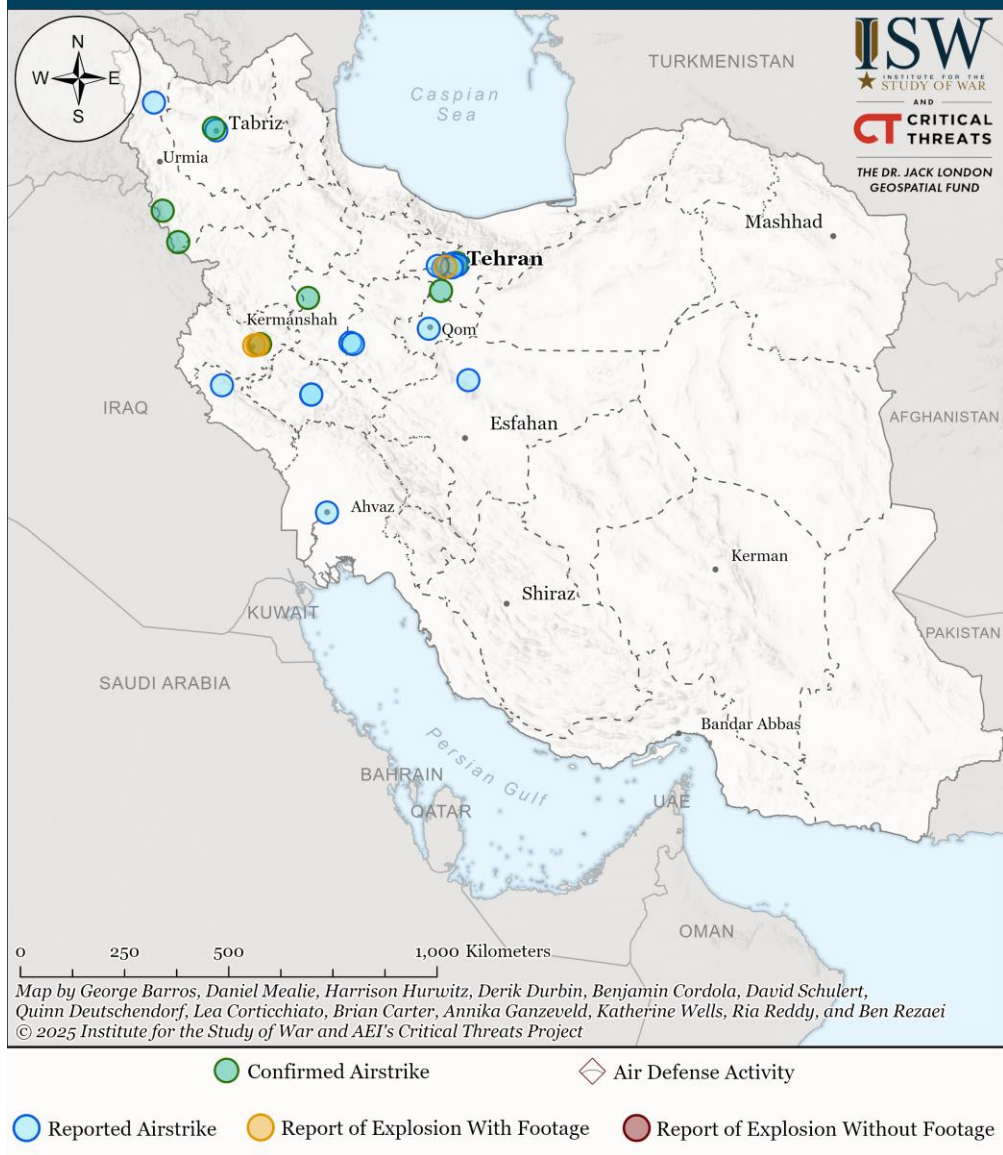 N
W
E
S
ISW
INSTITUTE FOR THE
STUDY OF WAR
AND
CT CRITICAL
THREATS
THE DR. JACK LONDON
GEOSPATIAL FUND
TURKMENISTAN
Caspian
Sea
Tabriz
Urmia
Mashhad
Tehran
Kermanshah
Qom
IRAQ
AFGHANISTAN
Esfahan
Ahvaz
Kerman
Shiraz
KUWAIT
PAKISTAN
SAUDI ARABIA
Bandar Abbas
Persian Gulf
BAHRAIN
QATAR
UAE
OMAN
0 250 500 1,000 Kilometers
Map by George Barros, Daniel Mealie, Harrison Hurwitz, Derik Durbin, Benjamin Cordola, David Schulert,
Quinn Deutschendorf, Lea Corticchiato, Brian Carter, Annika Ganzeveld, Katherine Wells, Ria Reddy, and Ben Rezaei
© 2025 Institute for the Study of War and AEI's Critical Threats Project
Confirmed Airstrike
Air Defense Activity
Reported Airstrike
Report of Explosion With Footage
Report of Explosion Without Footage